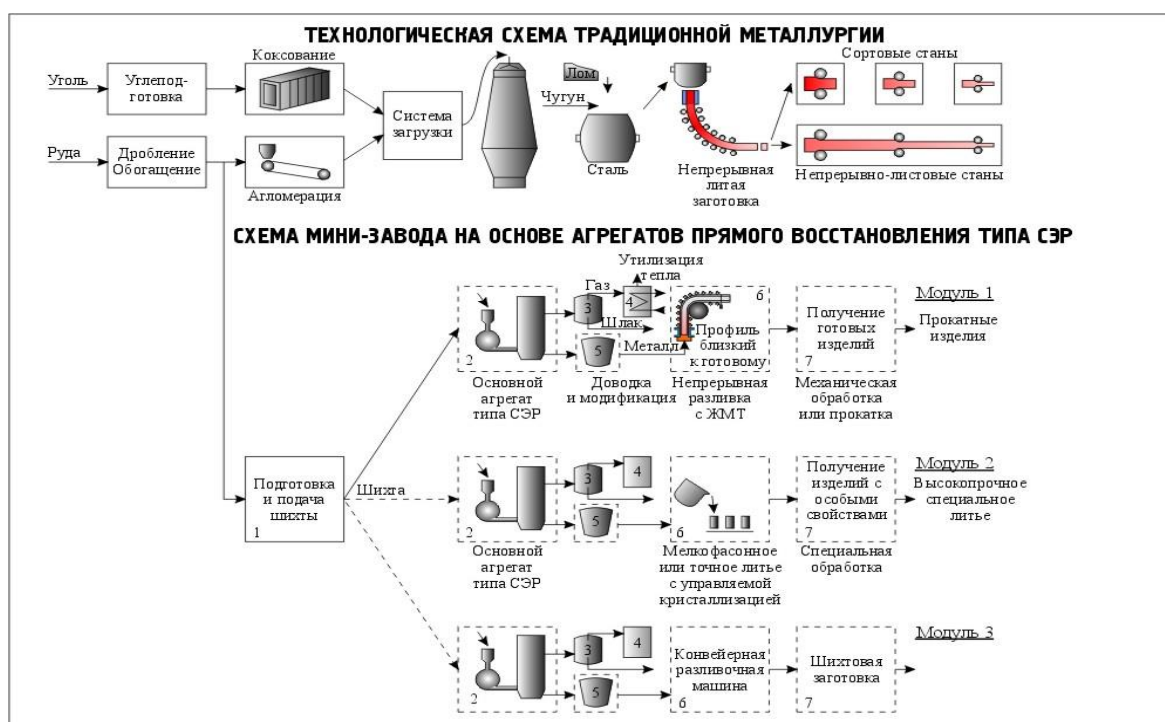 ТЕХНОЛОГИЧЕСКАЯ СХЕМА ТРАДИЦИОННОЙ МЕТАЛЛУРГИИ
Уголь
Углепод-
готовка
Коксование
Руда
Дробление
Обогащение
Агломерация
Система
загрузки
Чугун
Лом
Сталь
Непрерывная
литая
заготовка
Сортовые станы
Непрерывно-листовые станы
СХЕМА МИНИ-ЗАВОДА НА ОСНОВЕ АГРЕГАТОВ ПРЯМОГО ВОССТАНОВЛЕНИЯ ТИПА СЭР
Подготовка
и подача
шихты
1
Шихта
2
Основной
агрегат
типа СЭР
Утилизация
тепла
Газ
3
4
Шлак
5
Металл
Доводка
и модификация
6
Профиль
близкий
к готовому
Непрерывная
разливка
с ЖМТ
Получение
готовых
изделий
7
Механическая
обработка
или прокатка
Модуль 1
Прокатные
изделия
2
Основной
агрегат
типа СЭР
3
4
5
6
Мелкофасонное
или точное литье
с управляемой
кристаллизацией
Получение
изделий с
особыми
свойствами
7
Специальная
обработка
Модуль 2
Высокопрочное
специальное
литье
2
3
4
5
Конвейерная
разливочная
машина
6
Шихтовая
заготовка
7
Модуль 3